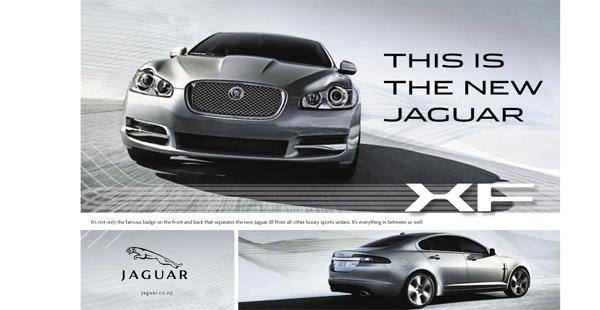 THIS IS
THE NEW
JAGUAR
XF
It's not only the famous badge on the front and back that separates the new Jaguar XF from all other luxury sports sedans. It's everything in between as well.
JAGUAR
jaguar.co.nz